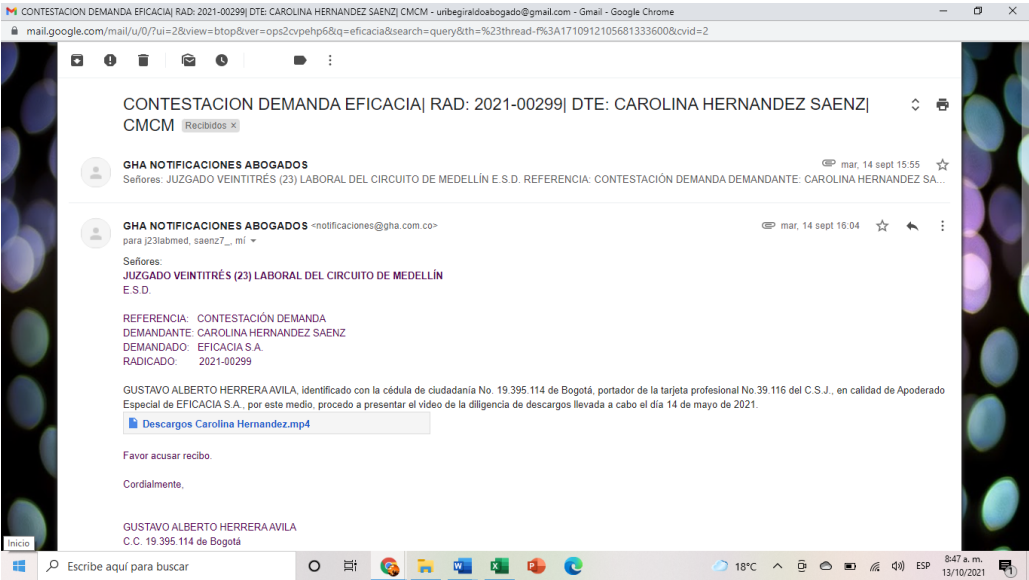 CONTESTACION DEMANDA EFICACIA| RAD: 2021-00299| DTE: CAROLINA HERNANDEZ SAENZ| CMCM - uribegiraldoabogado@gmail.com - Gmail - Google Chrome
mail.google.com/mail/u/0/?ui=2&view=btop&ver=ops2cvpehp6&q=eficacia&search=query&th=%23thread-f%3A1710912105681333600&cvid=2
CONTESTACION DEMANDA EFICACIA| RAD: 2021-00299| DTE: CAROLINA HERNANDEZ SAENZ|
CMCM Recibidos ×
GHA NOTIFICACIONES ABOGADOS mar, 14 sept 15:55
Señores: JUZGADO VEINTITRÉS (23) LABORAL DEL CIRCUITO DE MEDELLÍN E.S.D. REFERENCIA: CONTESTACIÓN DEMANDA DEMANDANTE: CAROLINA HERNANDEZ SA...
GHA NOTIFICACIONES ABOGADOS <notificaciones@gha.com.co> mar, 14 sept 16:04
para j23labmed, saenz7_, mí
Señores:
JUZGADO VEINTITRÉS (23) LABORAL DEL CIRCUITO DE MEDELLÍN
E.S.D.
REFERENCIA: CONTESTACIÓN DEMANDA
DEMANDANTE: CAROLINA HERNANDEZ SAENZ
DEMANDADO: EFICACIA S.A.
RADICADO: 2021-00299
GUSTAVO ALBERTO HERRERA AVILA, identificado con la cédula de ciudadanía No. 19.395.114 de Bogotá, portador de la tarjeta profesional No.39.116 del C.S.J., en calidad de Apoderado
Especial de EFICACIA S.A., por este medio, procedo a presentar el video de la diligencia de descargos llevada a cabo el día 14 de mayo de 2021.
Descargos Carolina Hernandez.mp4
Favor acusar recibo.
Cordialmente,
GUSTAVO ALBERTO HERRERA AVILA
C.C. 19.395.114 de Bogotá
Inicio
Escribe aquí para buscar
18°C
ESP
8:47 a. m.
13/10/2021
1